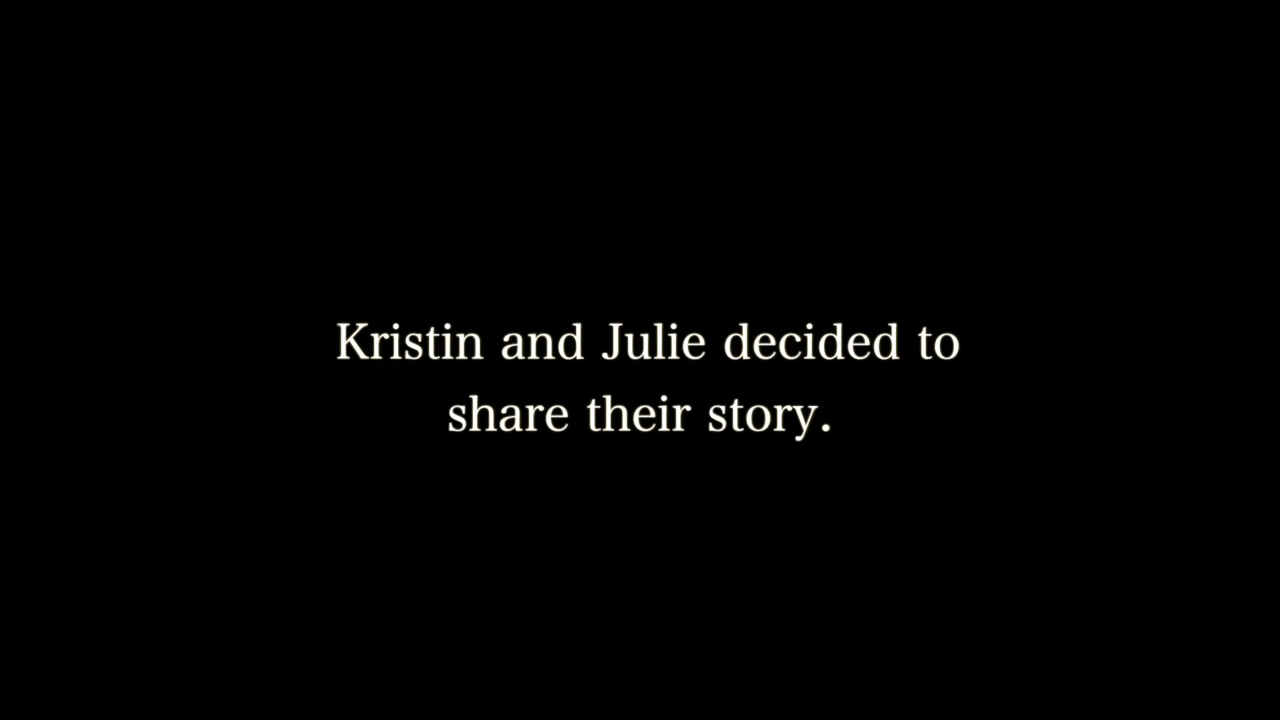 Kristin and Julie decided to
share their story.